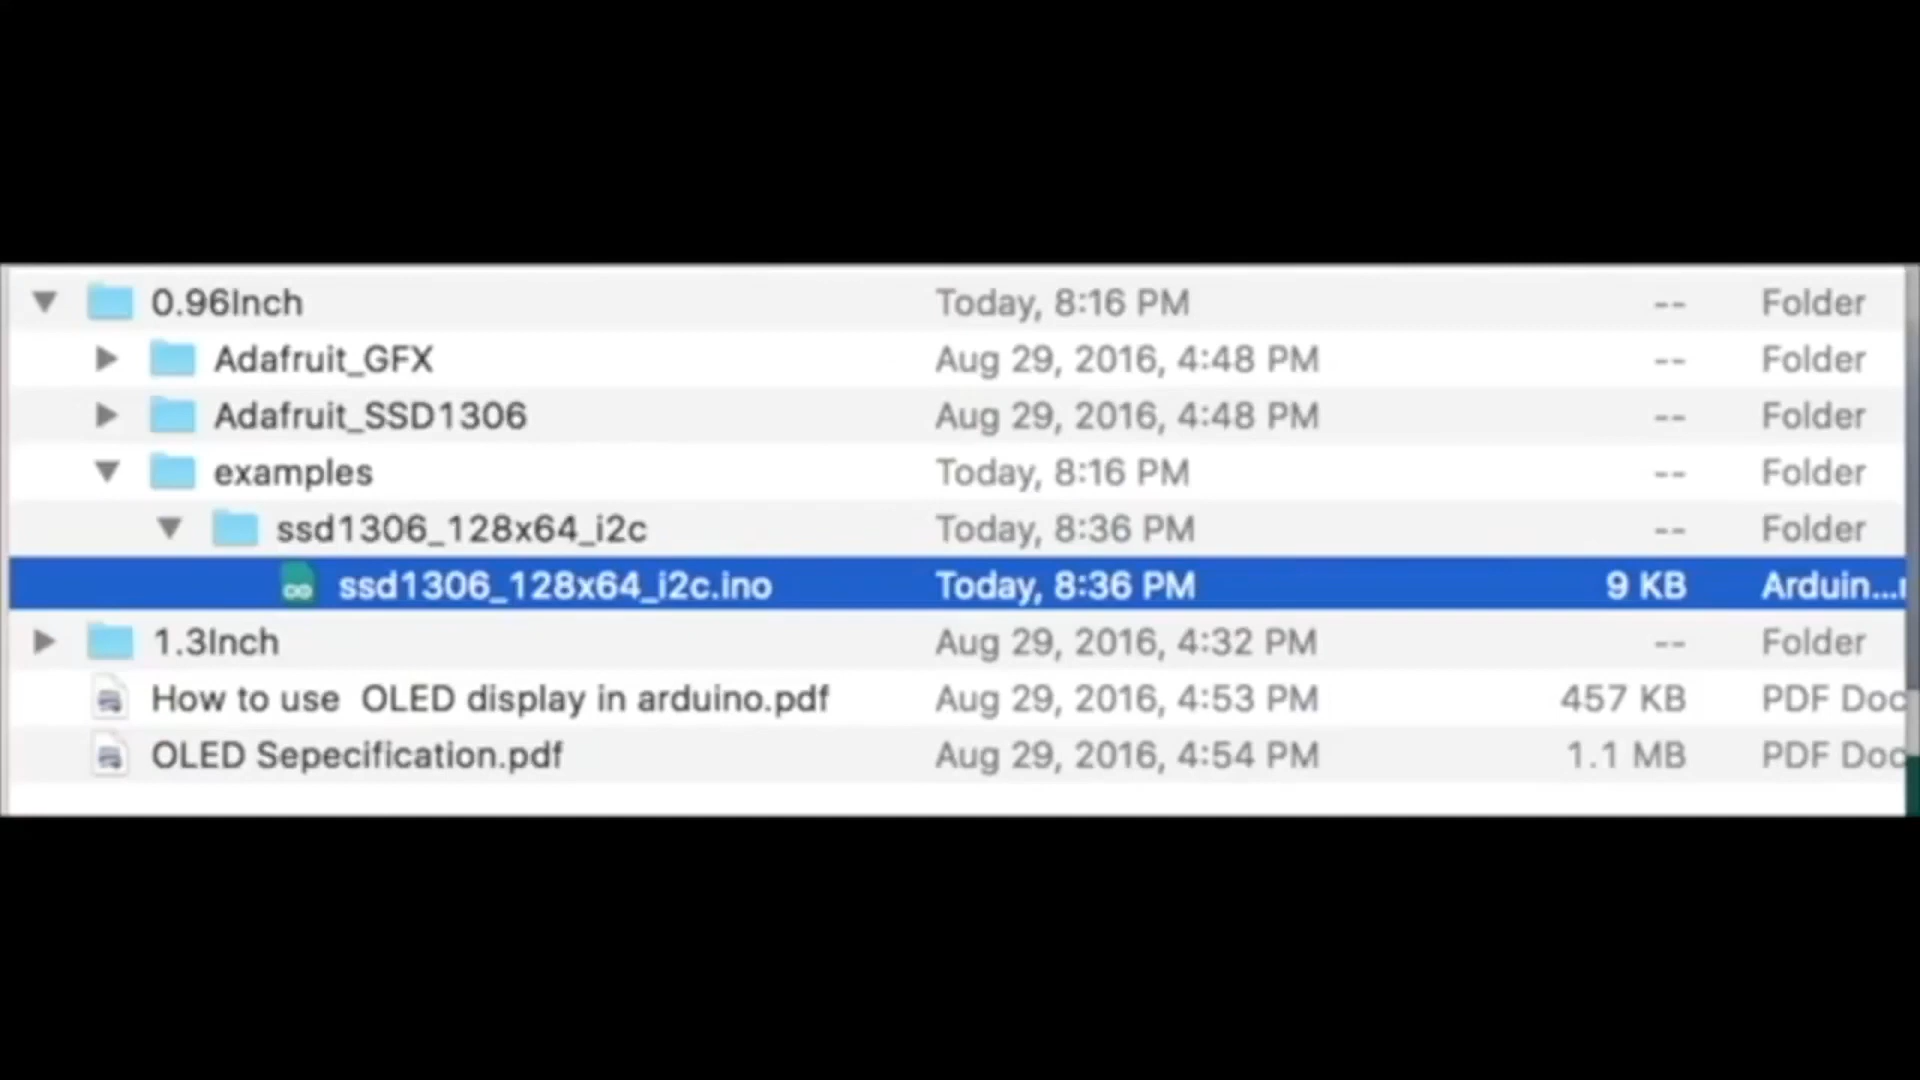 0.96Inch Today, 8:16 PM -- Folder
Adafruit_GFX Aug 29, 2016, 4:48 PM -- Folder
Adafruit_SSD1306 Aug 29, 2016, 4:48 PM -- Folder
examples Today, 8:16 PM -- Folder
ssd1306_128x64_i2c Today, 8:36 PM -- Folder
ssd1306_128x64_i2c.ino Today, 8:36 PM 9 KB Arduin...
1.3Inch Aug 29, 2016, 4:32 PM -- Folder
How to use  OLED display in arduino.pdf Aug 29, 2016, 4:53 PM 457 KB PDF Doc
OLED Sepecification.pdf Aug 29, 2016, 4:54 PM 1.1 MB PDF Doc